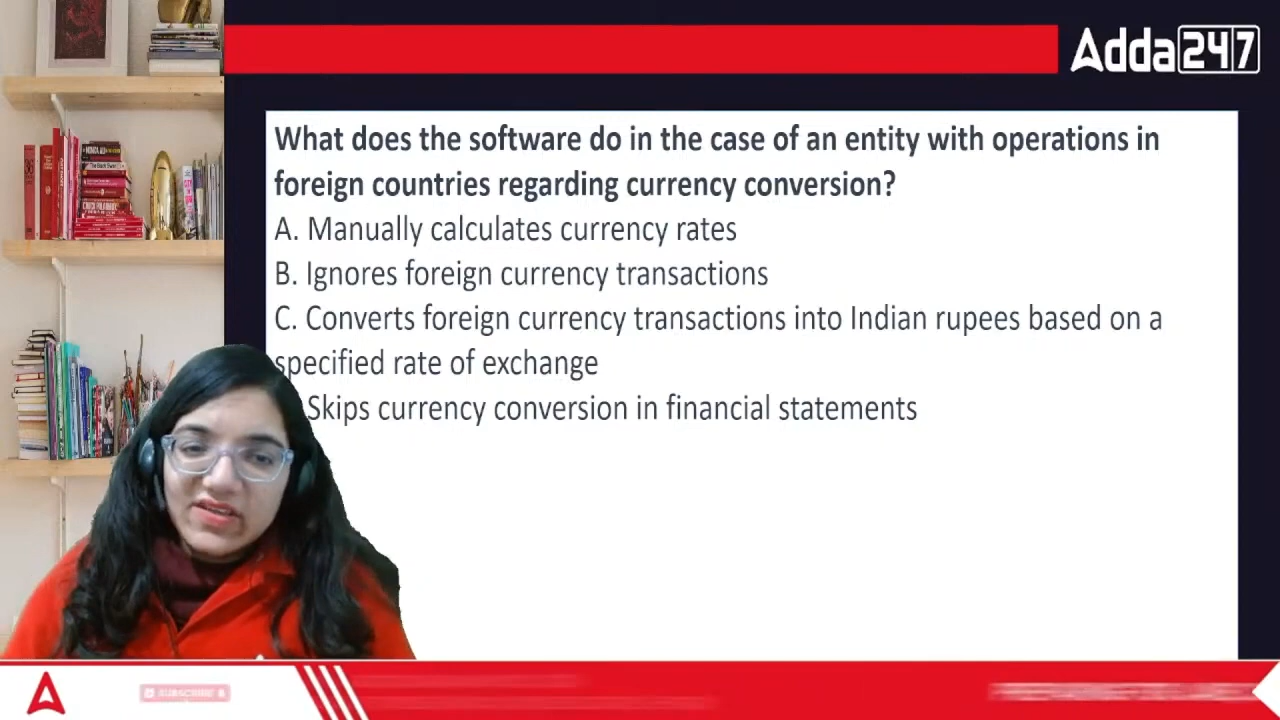 Adda247
What does the software do in the case of an entity with operations in
foreign countries regarding currency conversion?
A. Manually calculates currency rates
B. Ignores foreign currency transactions
C. Converts foreign currency transactions into Indian rupees based on a
specified rate of exchange
Skips currency conversion in financial statements
SUBSCRIBE